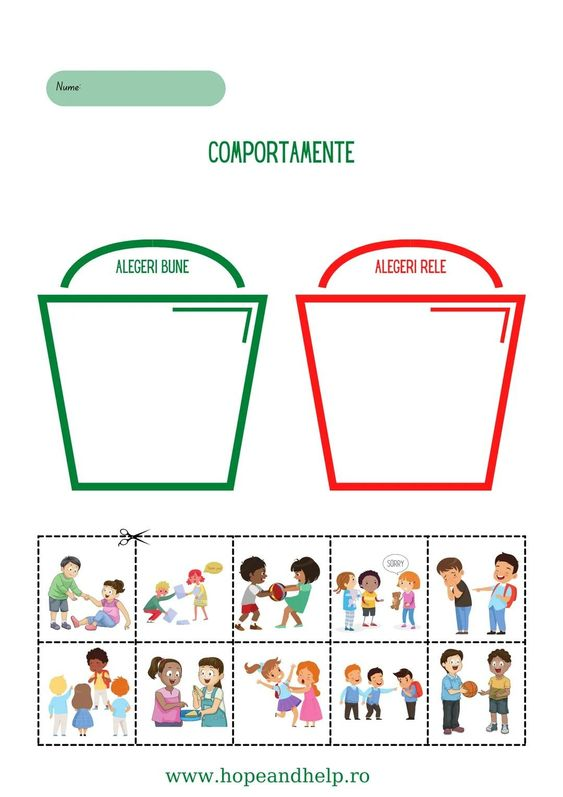 Nume:
COMPORTAMENTE
ALEGERI BUNE
ALEGERI RELE
SORRY
www.hopeandhelp.ro